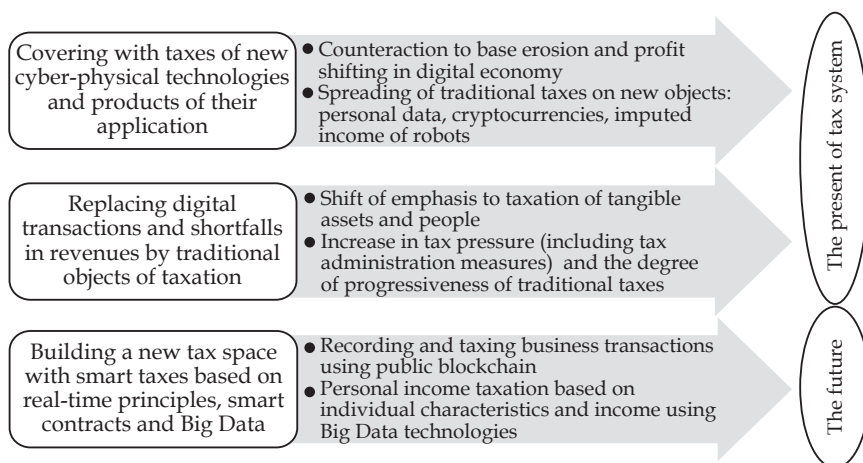 Covering with taxes of new
cyber-physical technologies
and products of their
application
● Counteraction to base erosion and profit
shifting in digital economy
● Spreading of traditional taxes on new objects:
personal data, cryptocurrencies, imputed
income of robots
Replacing digital
transactions and shortfalls
in revenues by traditional
objects of taxation
● Shift of emphasis to taxation of tangible
assets and people
● Increase in tax pressure (including tax
administration measures) and the degree
of progressiveness of traditional taxes
The present of tax system
Building a new tax space
with smart taxes based on
real-time principles, smart
contracts and Big Data
● Recording and taxing business transactions
using public blockchain
● Personal income taxation based on
individual characteristics and income using
Big Data technologies
The future